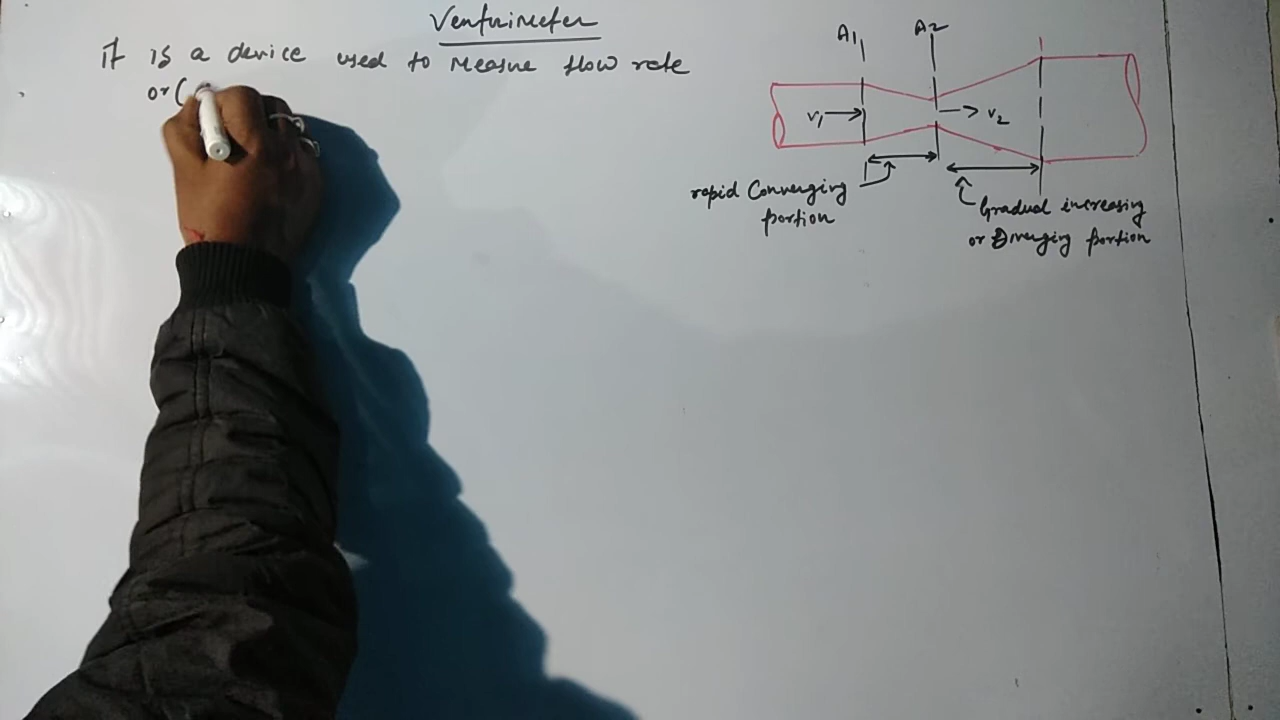 Venturimeter
it is a device used to measure flow rate
or (
A1
A2
V1
V2
rapid Converging
portion
Gradual increasing
or Diverging portion